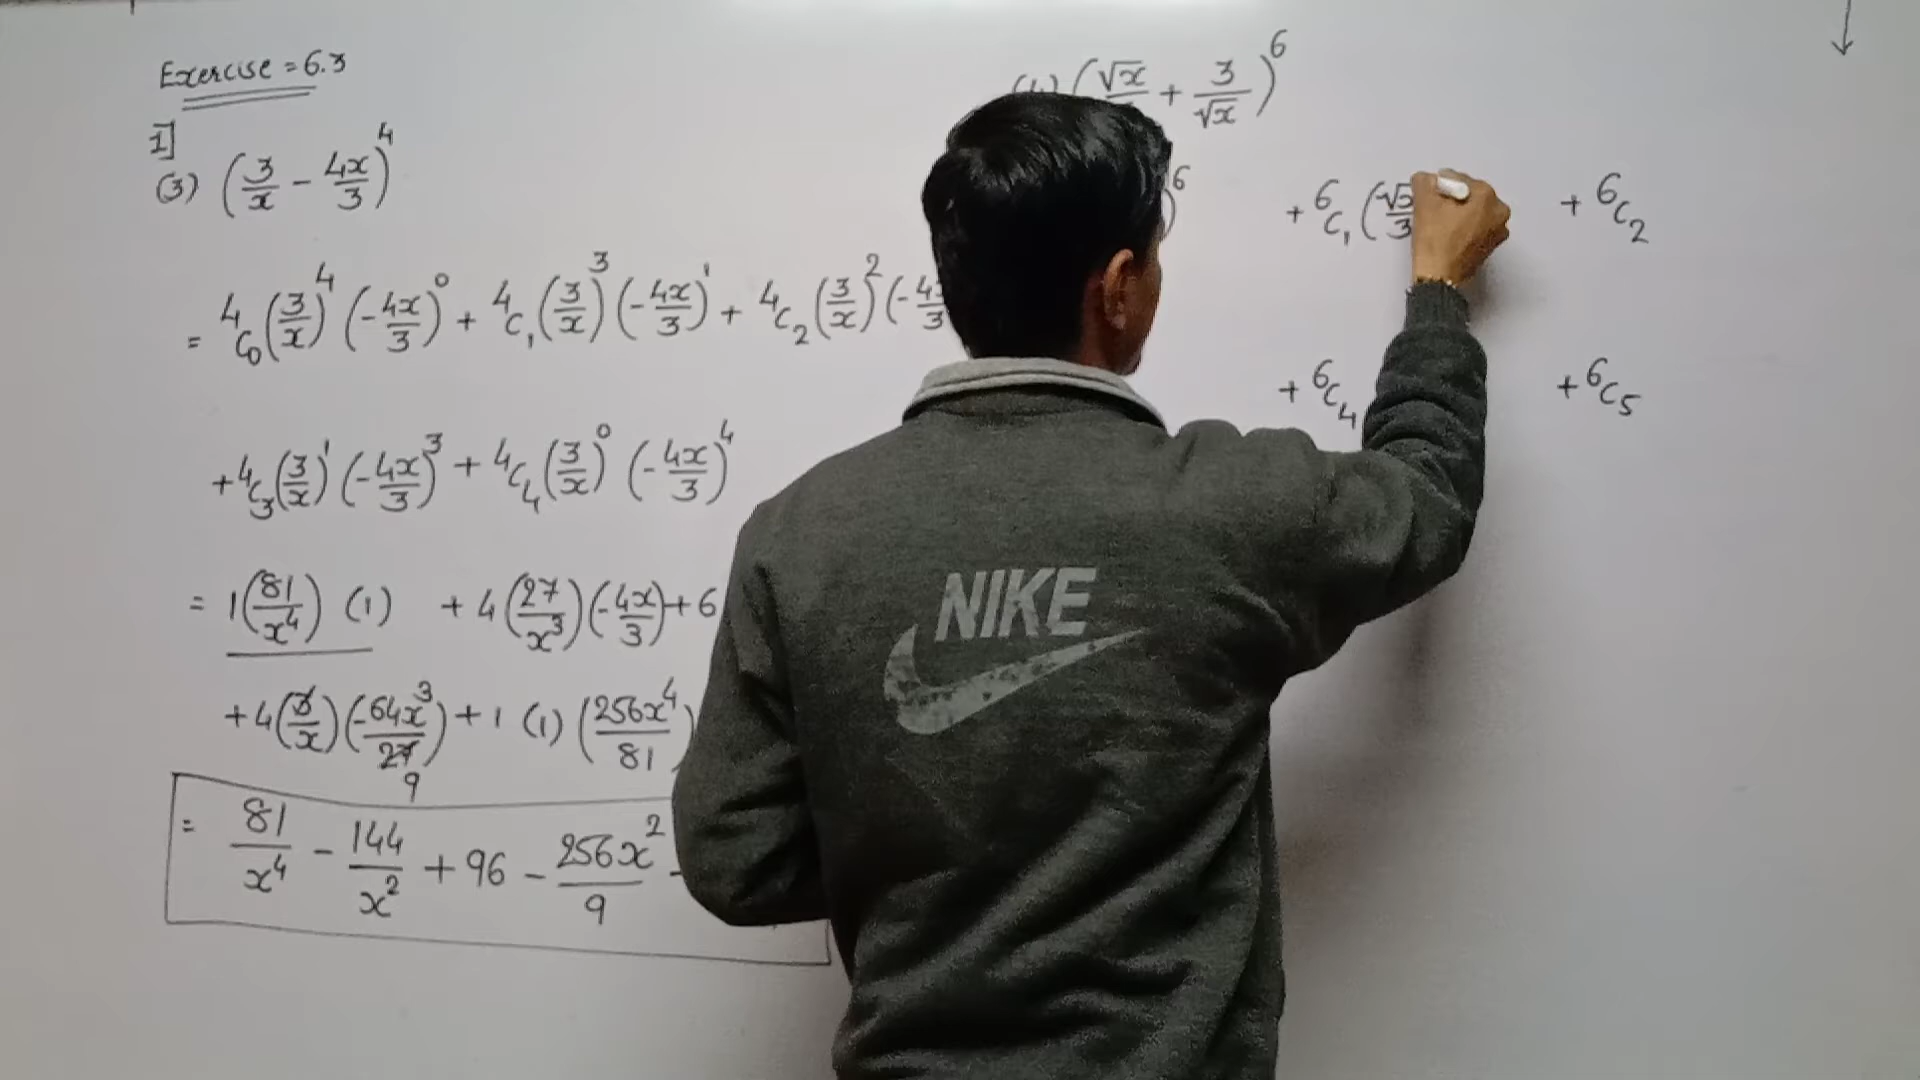 Exercise = 6.3
1]
(3) (3/x - 4x/3)^4
= ⁴C₀(3/x)^4 (-4x/3)^0 + ⁴C₁(3/x)^3 (-4x/3)^1 + ⁴C₂(3/x)^2 (-4x/3
+ ⁴C₃(3/x)^1 (-4x/3)^3 + ⁴C₄(3/x)^0 (-4x/3)^4
= 1(81/x^4) (1) + 4(27/x^3)(-4x/3) + 6
+ 4(3/x)(-64x^3/27) + 1 (1) (256x^4/81)
9
= 81/x^4 - 144/x^2 + 96 - 256x^2/9
(√x + 3/√x)^6
)^6 + ⁶C₁(√ /3 + ⁶C₂
+ ⁶C₄ + ⁶C₅
NIKE